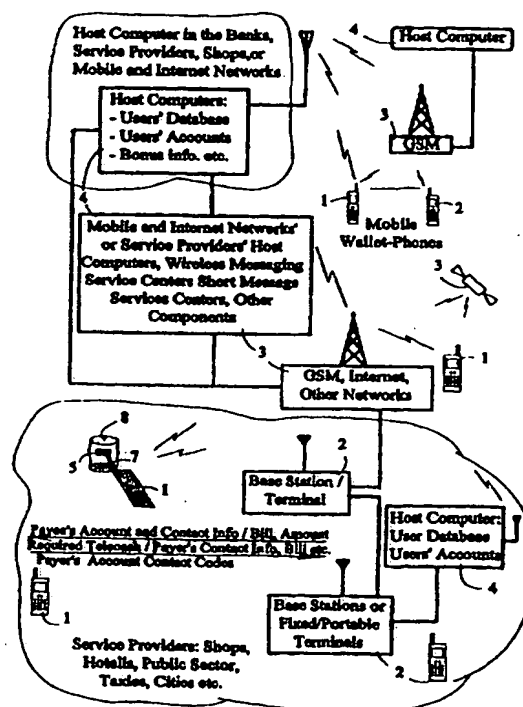 Host Computer in the Banks,
Service Providers, Shops,or
Mobile and Internet Networks
4
Host Computer
Host Computers:
- Users' Database
- Users' Accounts
- Bonus Info. etc.
3
GSM
4
1
2
Mobile
Wallet-Phones
Mobile and Internet Networks'
or Service Providers' Host
Computers, Wireless Messaging
Service Centers Short Message
Services Centers, Other
Components
3
3
1
GSM, Internet,
Other Networks
8
5
7
1
2
Base Station /
Terminal
Host Computer:
User Database
Users' Accounts
4
Payer's Account and Contact Info / Bill, Amount
Required Telecash / Payer's Contact Info, Bill etc.
Payer's Account Contact Codes
1
Base Stations or
Fixed/Portable
Terminals
2
Service Providers: Shops,
Hotells, Public Sector,
Taxies, Cities etc.